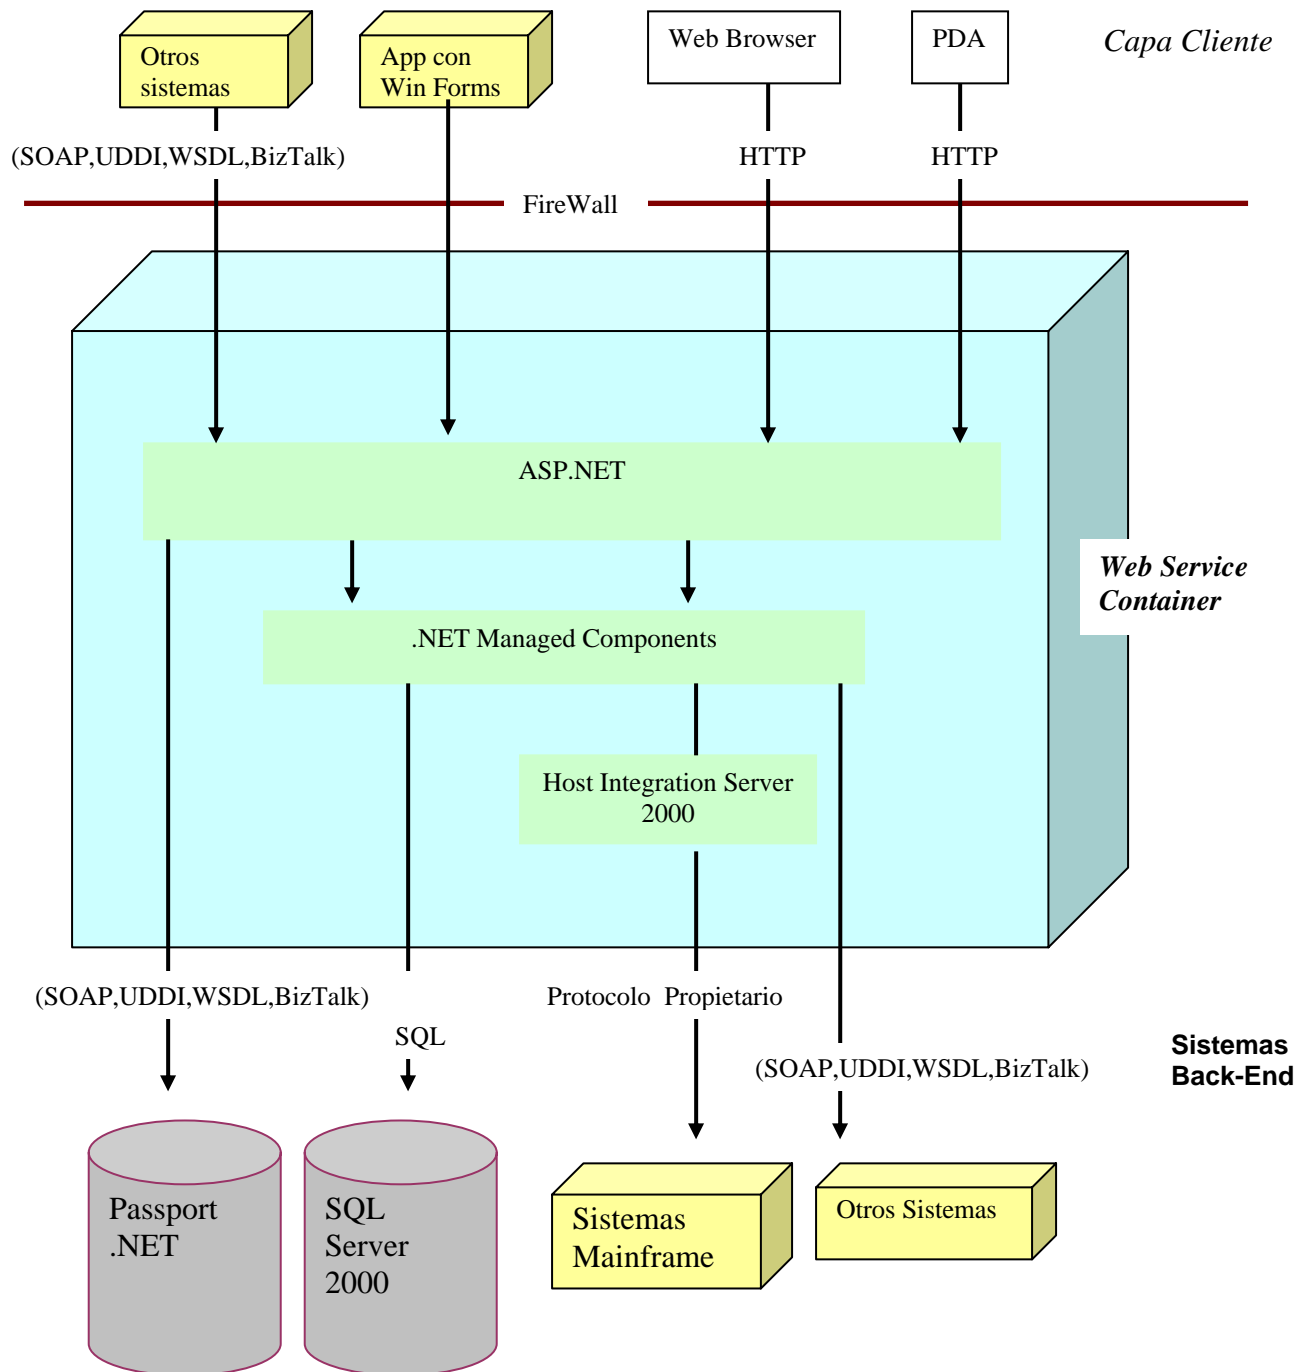 Otros
sistemas
App con
Win Forms
Web Browser
PDA
Capa Cliente
(SOAP,UDDI,WSDL,BizTalk)
HTTP
HTTP
FireWall
ASP.NET
Web Service
Container
.NET Managed Components
Host Integration Server
2000
(SOAP,UDDI,WSDL,BizTalk)
Protocolo Propietario
SQL
(SOAP,UDDI,WSDL,BizTalk)
Sistemas
Back-End
Passport
.NET
SQL
Server
2000
Sistemas
Mainframe
Otros Sistemas